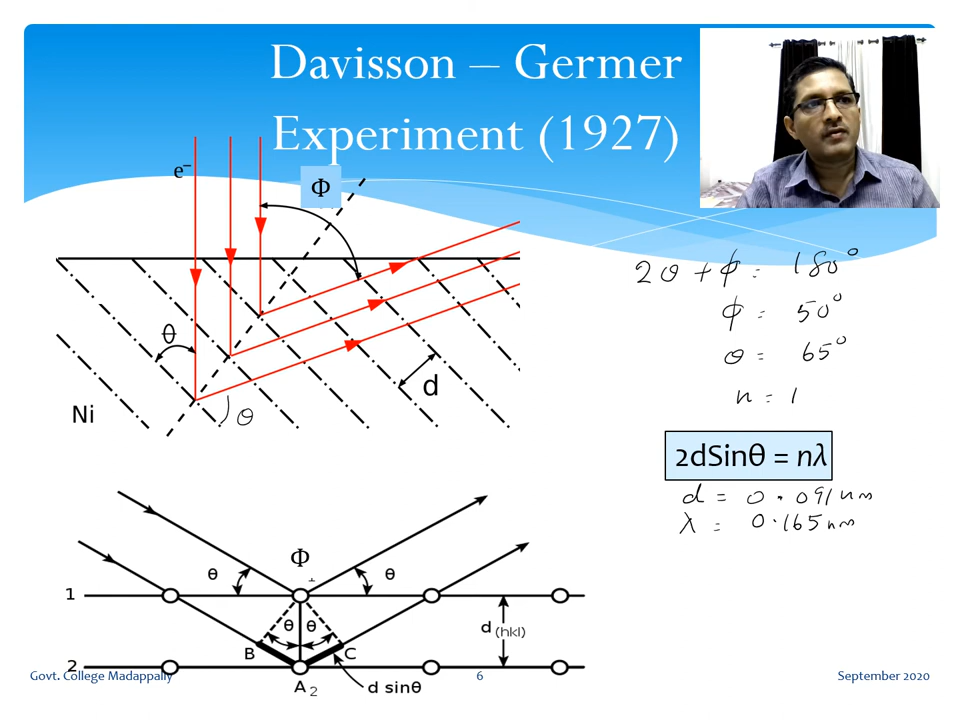 Davisson – Germer
Experiment (1927)
e⁻
Φ
θ
d
Ni
θ
2θ + ϕ = 180°
ϕ = 50°
θ = 65°
n = 1
2dSinθ = nλ
d = 0.091 nm
λ = 0.165 nm
Φ
θ
θ
1
θ
θ
d (hkl)
B
C
2
A 2
d sinθ
Govt. College Madappally
6
September 2020